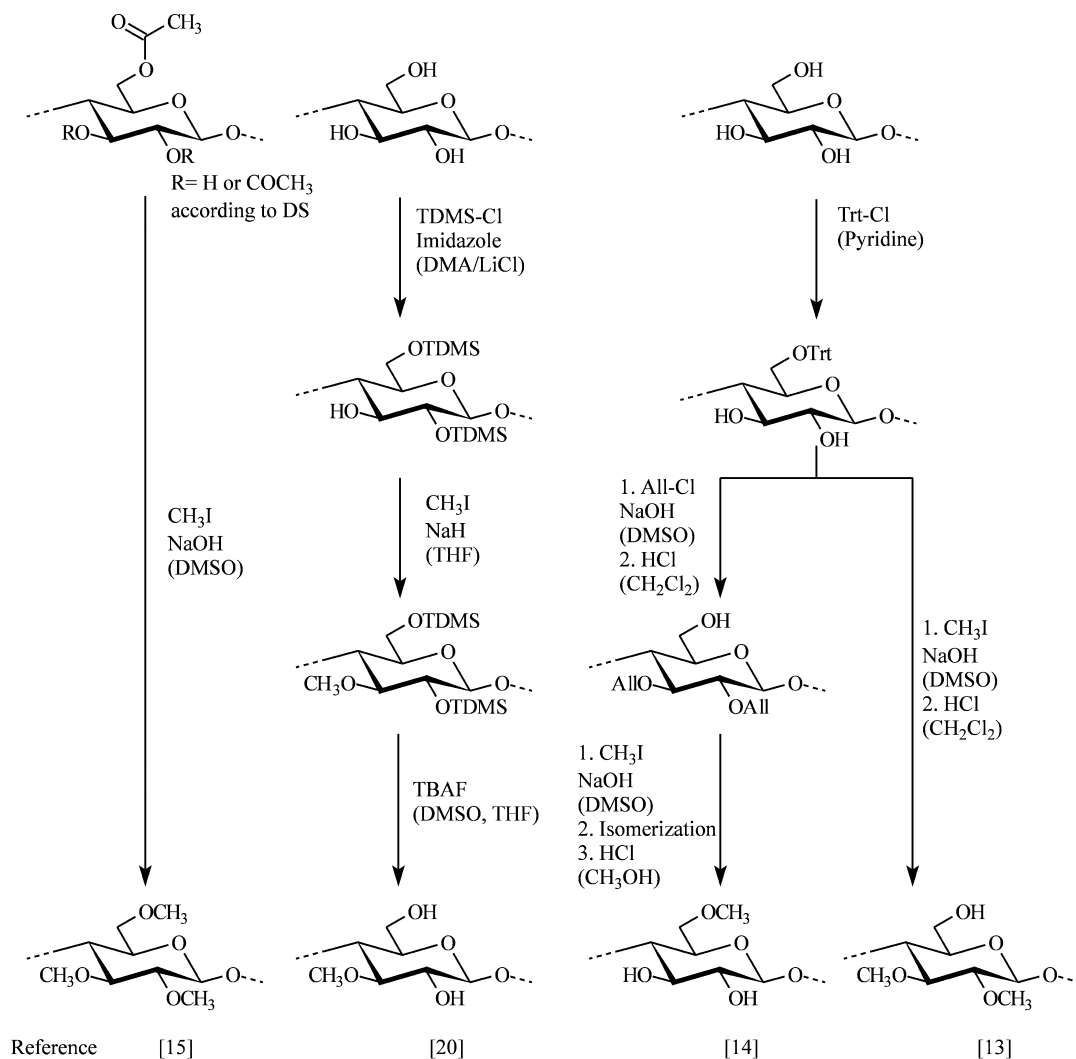 O
CH3
O
O
RO
OR
O
R= H or COCH3
according to DS
CH3I
NaOH
(DMSO)
OCH3
O
CH3O
OCH3
O
OH
O
HO
OH
O
TDMS-Cl
Imidazole
(DMA/LiCl)
OTDMS
O
HO
OTDMS
O
CH3I
NaH
(THF)
OTDMS
O
CH3O
OTDMS
O
TBAF
(DMSO, THF)
OH
O
CH3O
OH
O
OH
O
HO
OH
O
Trt-Cl
(Pyridine)
OTrt
O
HO
OH
O
1. All-Cl
NaOH
(DMSO)
2. HCl
(CH2Cl2)
OH
O
AllO
OAll
O
1. CH3I
NaOH
(DMSO)
2. Isomerization
3. HCl
(CH3OH)
OCH3
O
HO
OH
O
1. CH3I
NaOH
(DMSO)
2. HCl
(CH2Cl2)
OH
O
CH3O
OCH3
O
Reference [15] [20] [14] [13]